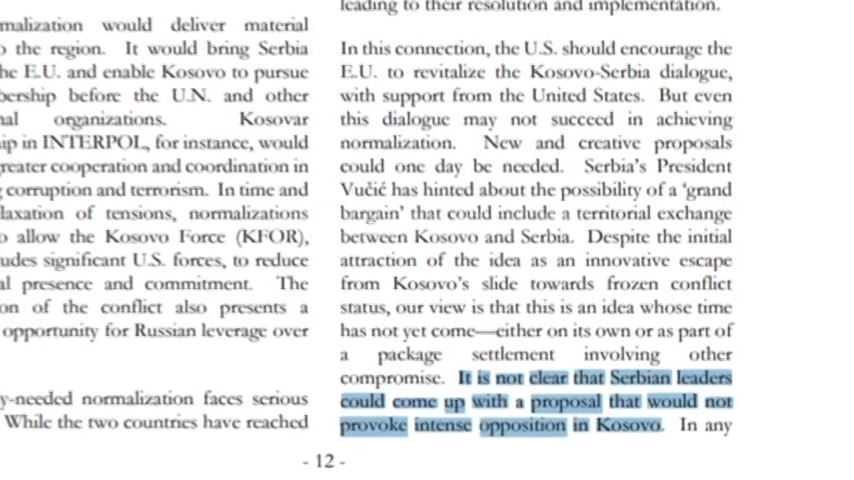 malization would deliver material
the region. It would bring Serbia
E.U. and enable Kosovo to pursue
before the U.N. and other
organizations. Kosovar
in INTERPOL, for instance, would
cooperation and coordination in
corruption and terrorism. In time and
of tensions, normalizations
allow the Kosovo Force (KFOR),
significant U.S. forces, to reduce
presence and commitment. The
of the conflict also presents a
opportunity for Russian leverage over
y-needed normalization faces serious
While the two countries have reached
leading to their resolution and implementation.
In this connection, the U.S. should encourage the
E.U. to revitalize the Kosovo-Serbia dialogue,
with support from the United States. But even
this dialogue may not succeed in achieving
normalization. New and creative proposals
could one day be needed. Serbia's President
Vučić has hinted about the possibility of a 'grand
bargain' that could include a territorial exchange
between Kosovo and Serbia. Despite the initial
attraction of the idea as an innovative escape
from Kosovo's slide towards frozen conflict
status, our view is that this is an idea whose time
has not yet come—either on its own or as part of
a package settlement involving other
compromise. It is not clear that Serbian leaders
could come up with a proposal that would not
provoke intense opposition in Kosovo. In any
- 12 -